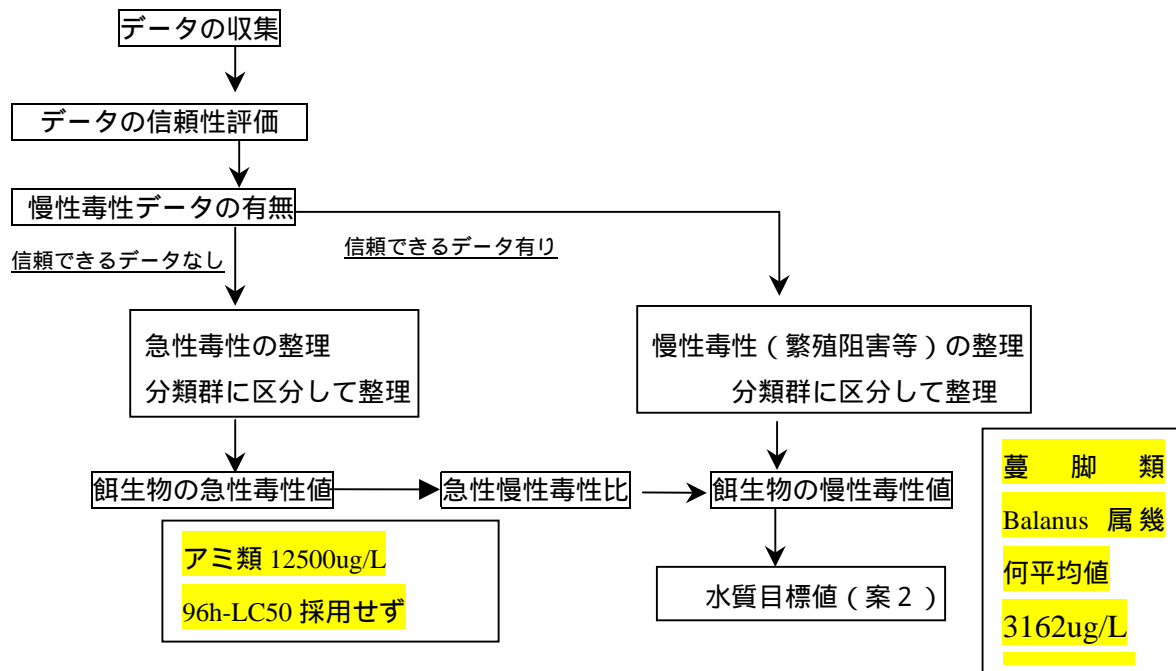 データの収集
データの信頼性評価
慢性毒性データの有無
信頼できるデータなし
信頼できるデータ有り
急性毒性の整理
分類群に区分して整理
慢性毒性（繁殖阻害等）の整理
分類群に区分して整理
餌生物の急性毒性値
急性慢性毒性比
餌生物の慢性毒性値
アミ類 12500ug/L
96h-LC50 採用せず
水質目標値（案２）
蔓脚類
Balanus 属幾
何平均値
3162ug/L